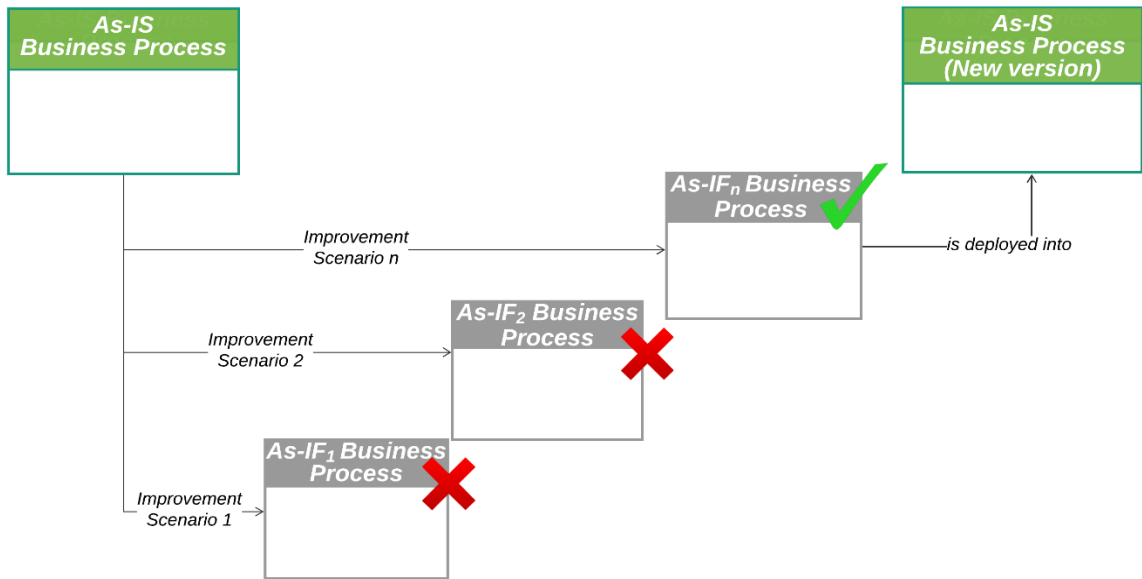 As-IS
Business Process
As-IS
Business Process
(New version)
As-IFn Business
Process
Improvement
Scenario n
is deployed into
As-IF2 Business
Process
Improvement
Scenario 2
As-IF1 Business
Process
Improvement
Scenario 1